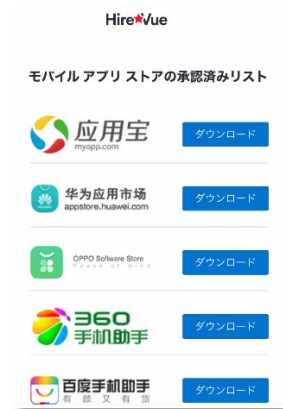 HireVue
モバイル アプリ ストアの承認済みリスト
应用宝
myapp.com
ダウンロード
华为应用市场
appstore.huawei.com
ダウンロード
OPPO Software Store
Peace of mind
ダウンロード
360
手机助手
ダウンロード
百度手机助手
有颜又有货
ダウンロード